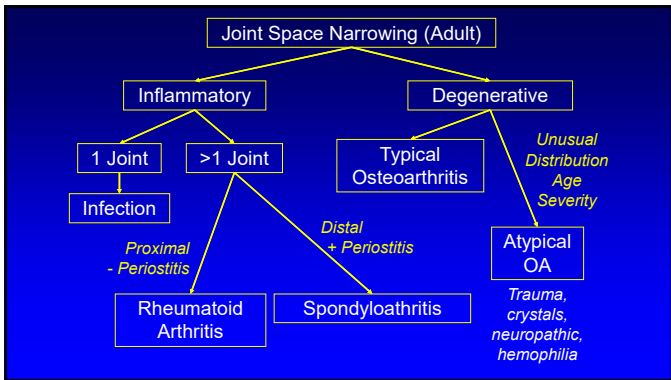 Joint Space Narrowing (Adult)
Inflammatory
Degenerative
1 Joint
>1 Joint
Typical
Osteoarthritis
Unusual
Distribution
Age
Severity
Infection
Proximal
- Periostitis
Distal
+ Periostitis
Atypical
OA
Rheumatoid
Arthritis
Spondyloathritis
Trauma,
crystals,
neuropathic,
hemophilia